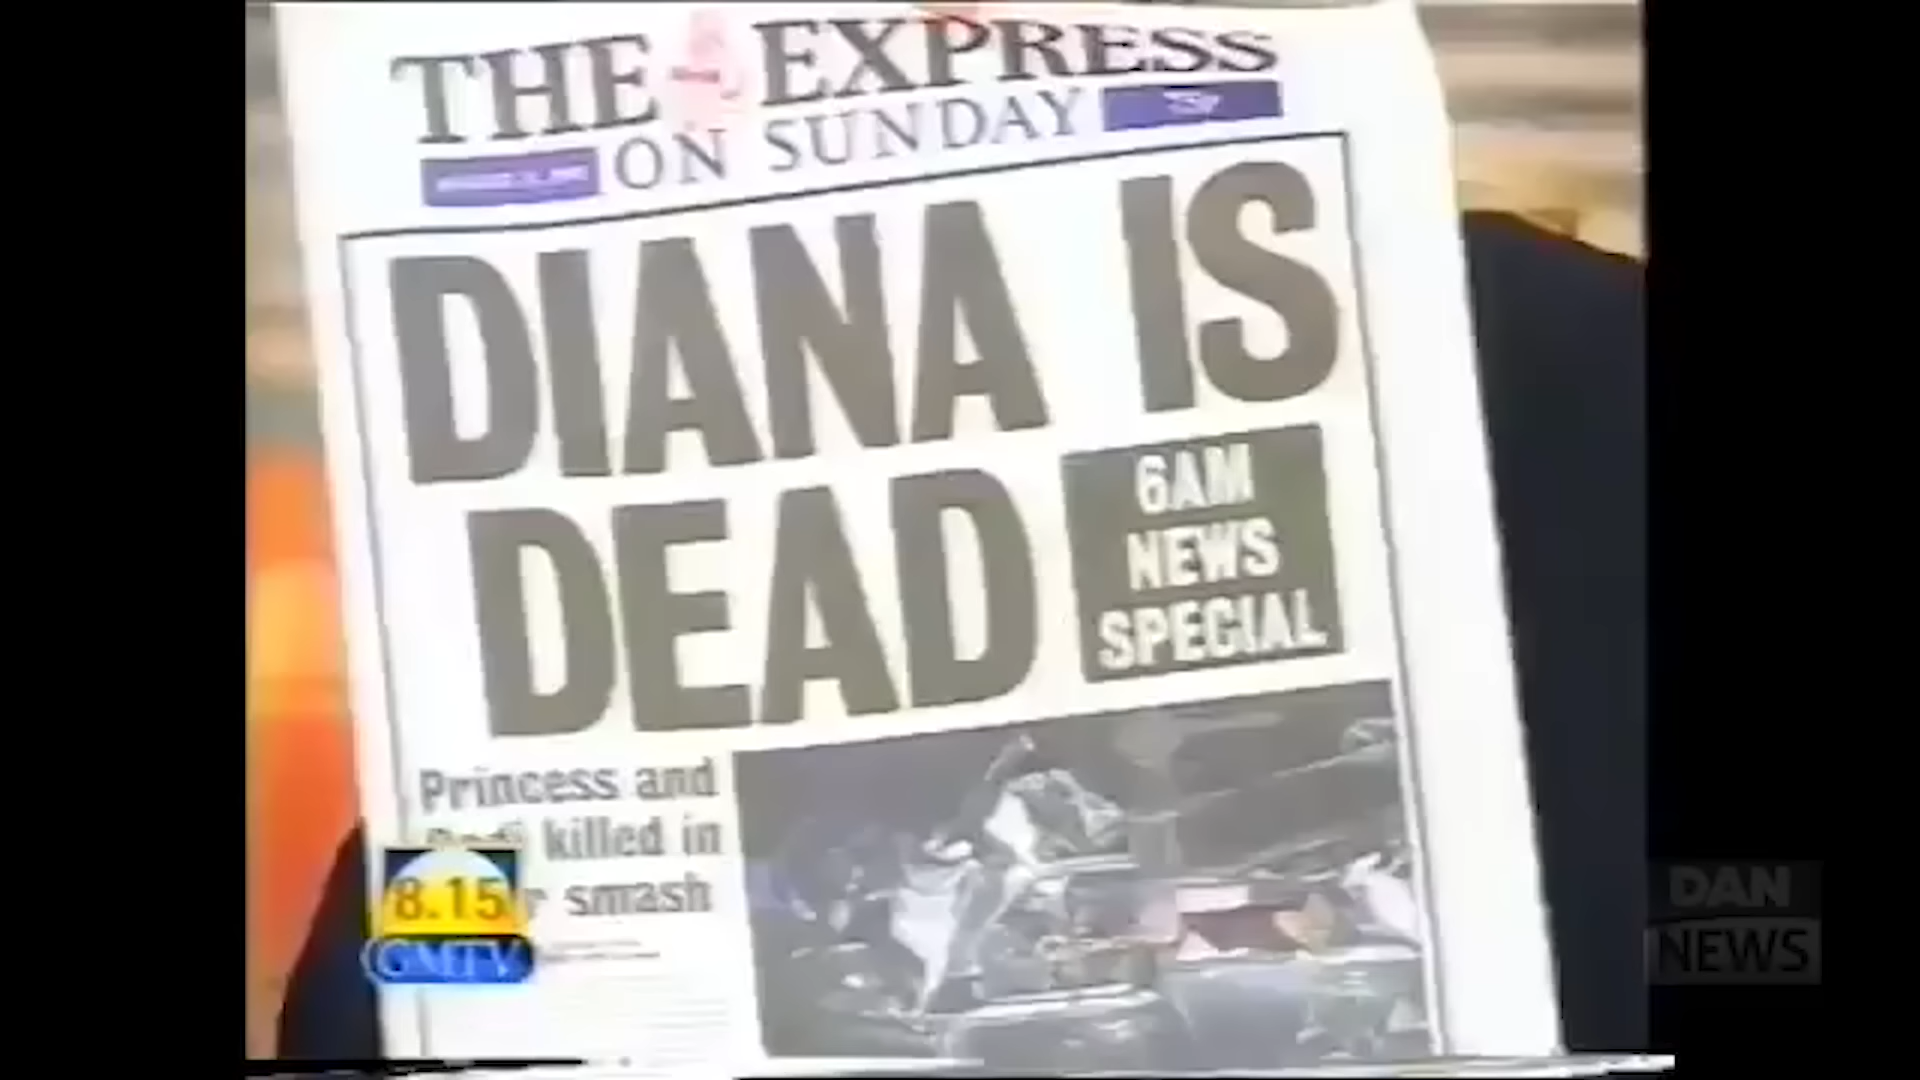 THE EXPRESS
ON SUNDAY
DIANA IS
DEAD
6AM
NEWS
SPECIAL
Princess and
killed in
smash
8.15
GMTV
DAN
NEWS